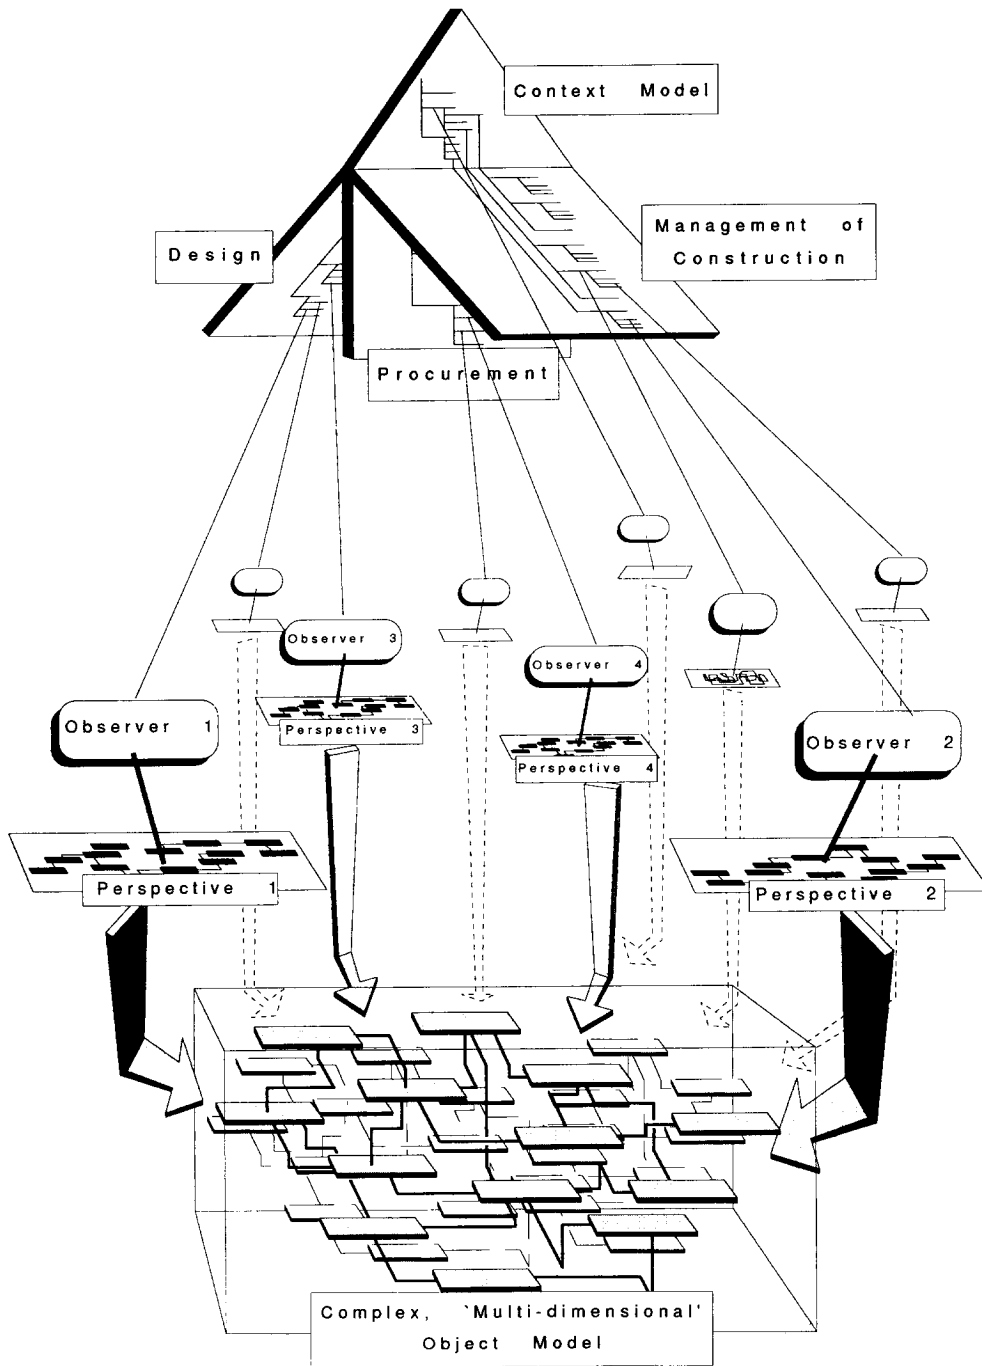 Context Model
Management of
Construction
Design
Procurement
Observer 3
Observer 4
Observer 1
Perspective 3
Observer 2
Perspective 4
Perspective 1
Perspective 2
Complex, `Multi-dimensional'
Object Model